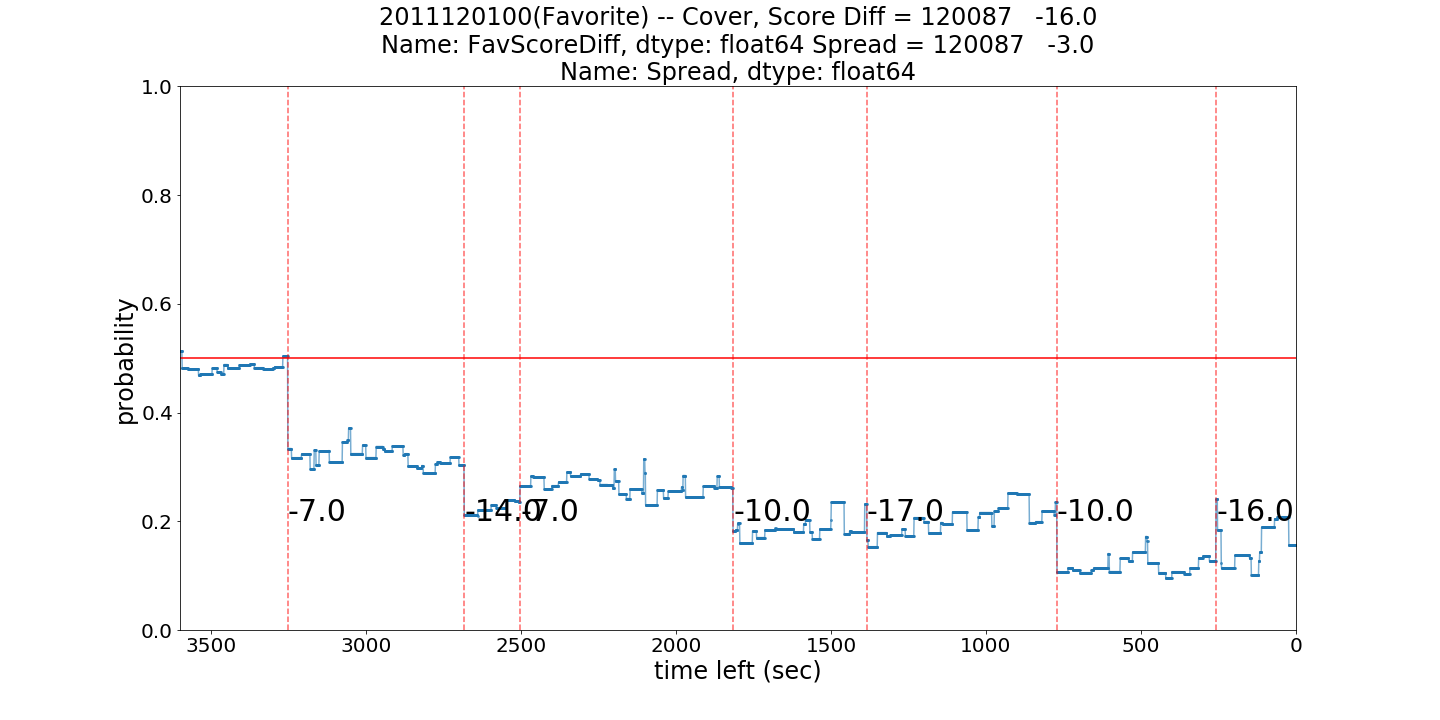 2011120100(Favorite) -- Cover, Score Diff = 120087   -16.0
Name: FavScoreDiff, dtype: float64 Spread = 120087   -3.0
Name: Spread, dtype: float64
1.0
0.8
0.6
0.4
0.2
0.0
probability
-7.0
-14.0
-7.0
-10.0
-17.0
-10.0
-16.0
3500 3000 2500 2000 1500 1000 500 0
time left (sec)